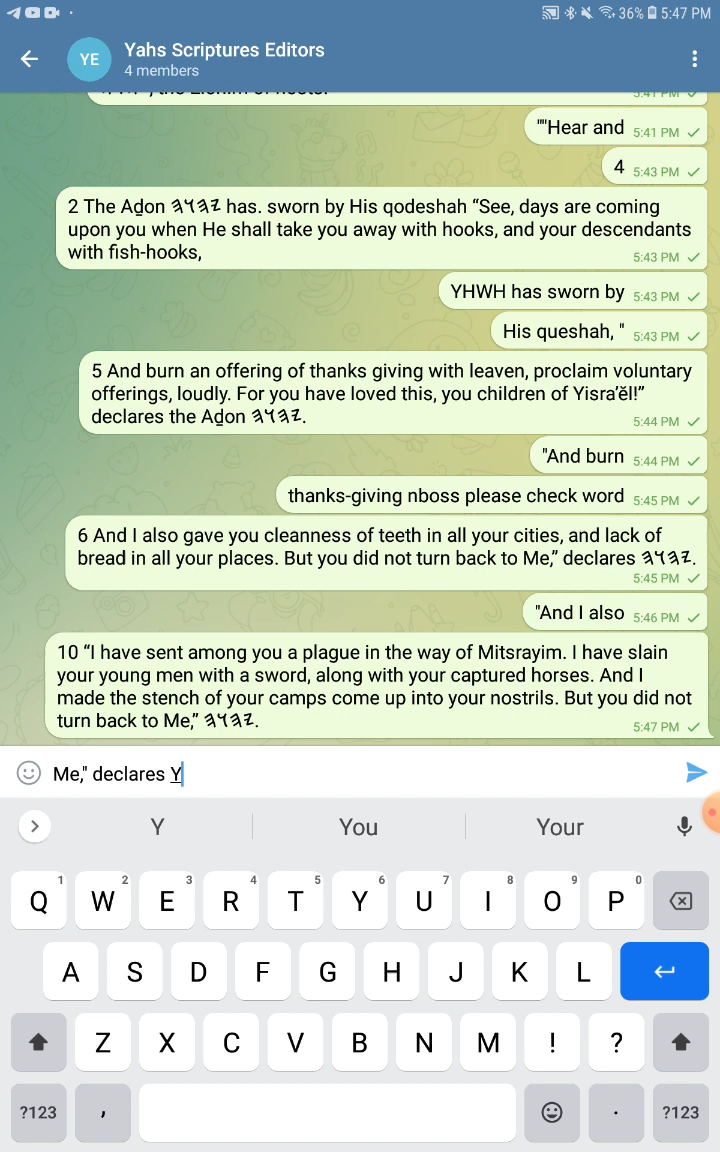 36% 5:47 PM
YE
Yahs Scriptures Editors
4 members
5:41 PM
""Hear and 5:41 PM
4 5:43 PM
2 The Aḏon 𐤉𐤄𐤅𐤄 has. sworn by His qodeshah “See, days are coming
upon you when He shall take you away with hooks, and your descendants
with fish-hooks,
5:43 PM
YHWH has sworn by 5:43 PM
His queshah, " 5:43 PM
5 And burn an offering of thanks giving with leaven, proclaim voluntary
offerings, loudly. For you have loved this, you children of Yisra’ĕl!”
declares the Aḏon 𐤉𐤄𐤅𐤄.
5:44 PM
"And burn 5:44 PM
thanks-giving nboss please check word 5:45 PM
6 And I also gave you cleanness of teeth in all your cities, and lack of
bread in all your places. But you did not turn back to Me,” declares 𐤉𐤄𐤅𐤄.
5:45 PM
"And I also 5:46 PM
10 “I have sent among you a plague in the way of Mitsrayim. I have slain
your young men with a sword, along with your captured horses. And I
made the stench of your camps come up into your nostrils. But you did not
turn back to Me,” 𐤉𐤄𐤅𐤄.
5:47 PM
Me," declares Y
Y You Your
1 2 3 4 5 6 7 8 9 0
Q W E R T Y U I O P
A S D F G H J K L
Z X C V B N M ! ?
?123 , . ?123